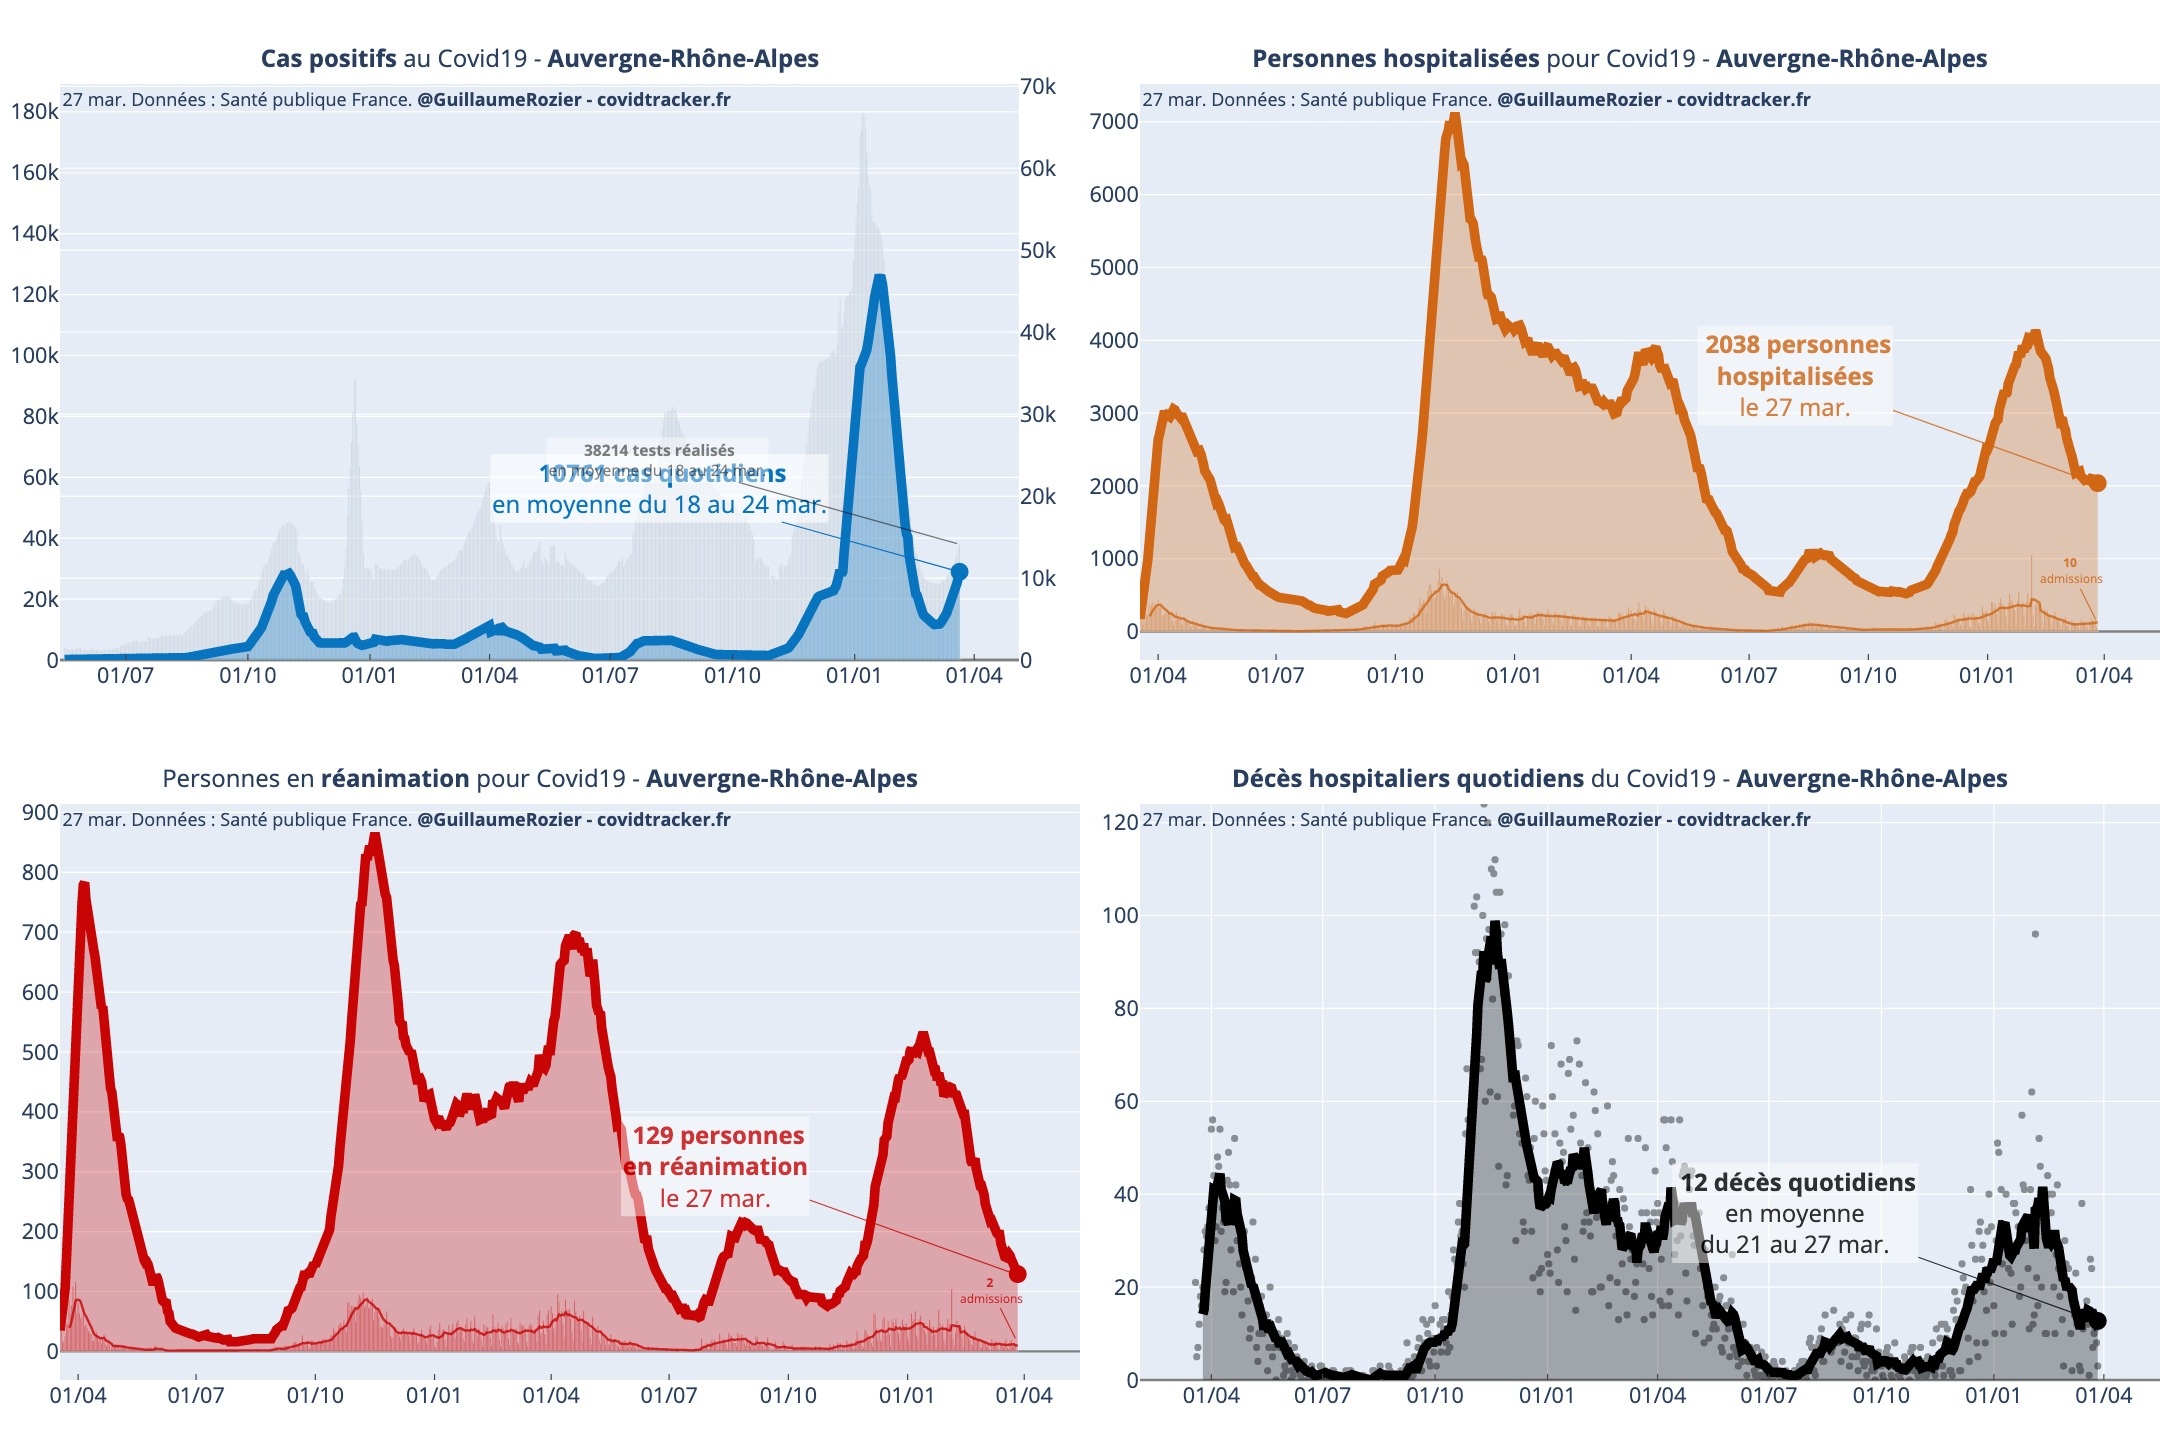 Cas positifs au Covid19 - Auvergne-Rhône-Alpes
27 mar. Données : Santé publique France. @GuillaumeRozier - covidtracker.fr
180k
160k
140k
120k
100k
80k
60k
40k
20k
0
70k
60k
50k
40k
30k
20k
10k
0
38214 tests réalisés
en moyenne du 18 au 24 mar.
10761 cas quotidiens
en moyenne du 18 au 24 mar.
01/07 01/10 01/01 01/04 01/07 01/10 01/01 01/04
Personnes hospitalisées pour Covid19 - Auvergne-Rhône-Alpes
27 mar. Données : Santé publique France. @GuillaumeRozier - covidtracker.fr
7000
6000
5000
4000
3000
2000
1000
0
2038 personnes
hospitalisées
le 27 mar.
10
admissions
01/04 01/07 01/10 01/01 01/04 01/07 01/10 01/01 01/04
Personnes en réanimation pour Covid19 - Auvergne-Rhône-Alpes
27 mar. Données : Santé publique France. @GuillaumeRozier - covidtracker.fr
900
800
700
600
500
400
300
200
100
0
129 personnes
en réanimation
le 27 mar.
2
admissions
01/04 01/07 01/10 01/01 01/04 01/07 01/10 01/01 01/04
Décès hospitaliers quotidiens du Covid19 - Auvergne-Rhône-Alpes
27 mar. Données : Santé publique France. @GuillaumeRozier - covidtracker.fr
120
100
80
60
40
20
0
12 décès quotidiens
en moyenne
du 21 au 27 mar.
01/04 01/07 01/10 01/01 01/04 01/07 01/10 01/01 01/04